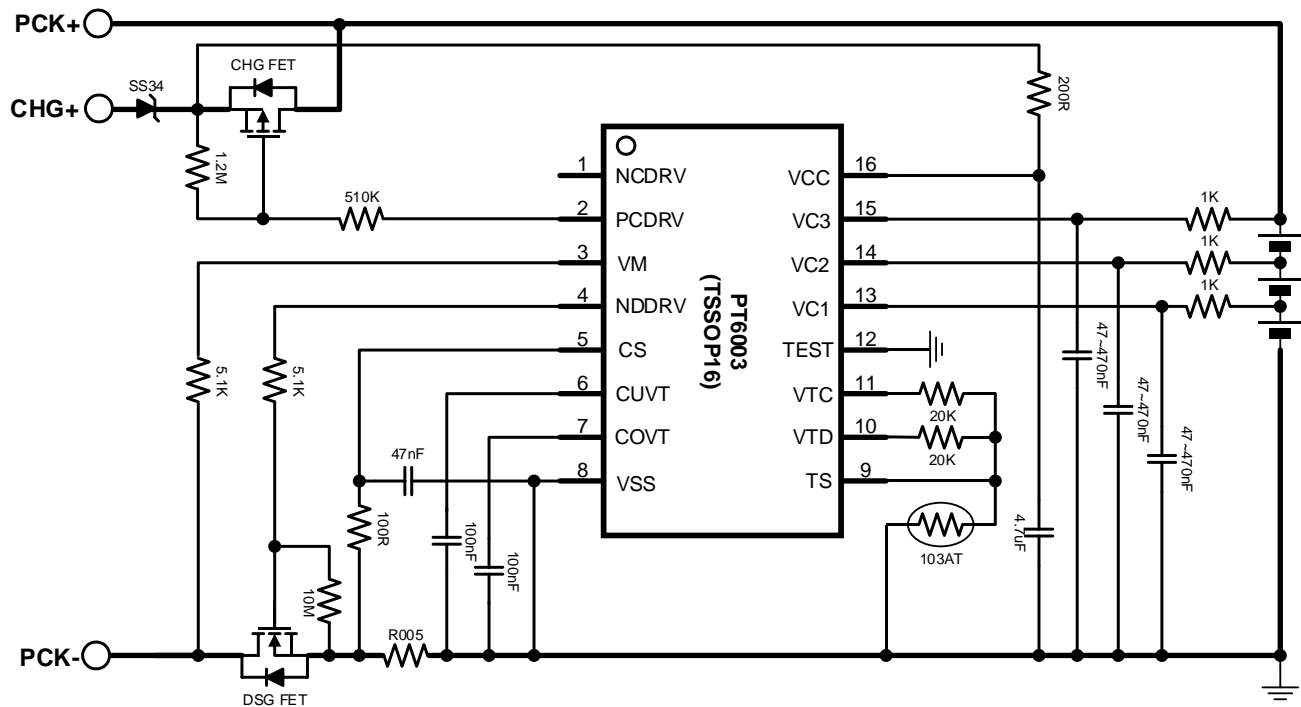 PCK+
CHG+
SS34
CHG FET
1.2M
510K
200R
1
NCDRV
2
PCDRV
3
VM
4
NDDRV
5
CS
6
CUVT
7
COVT
8
VSS
PT6003
(TSSOP16)
VCC
16
VC3
15
VC2
14
VC1
13
TEST
12
VTC
11
VTD
10
TS
9
1K
1K
1K
20K
20K
103AT
4.7uF
47~470nF
47~470nF
47~470nF
5.1K
5.1K
47nF
100R
100nF
100nF
10M
R005
PCK-
DSG FET